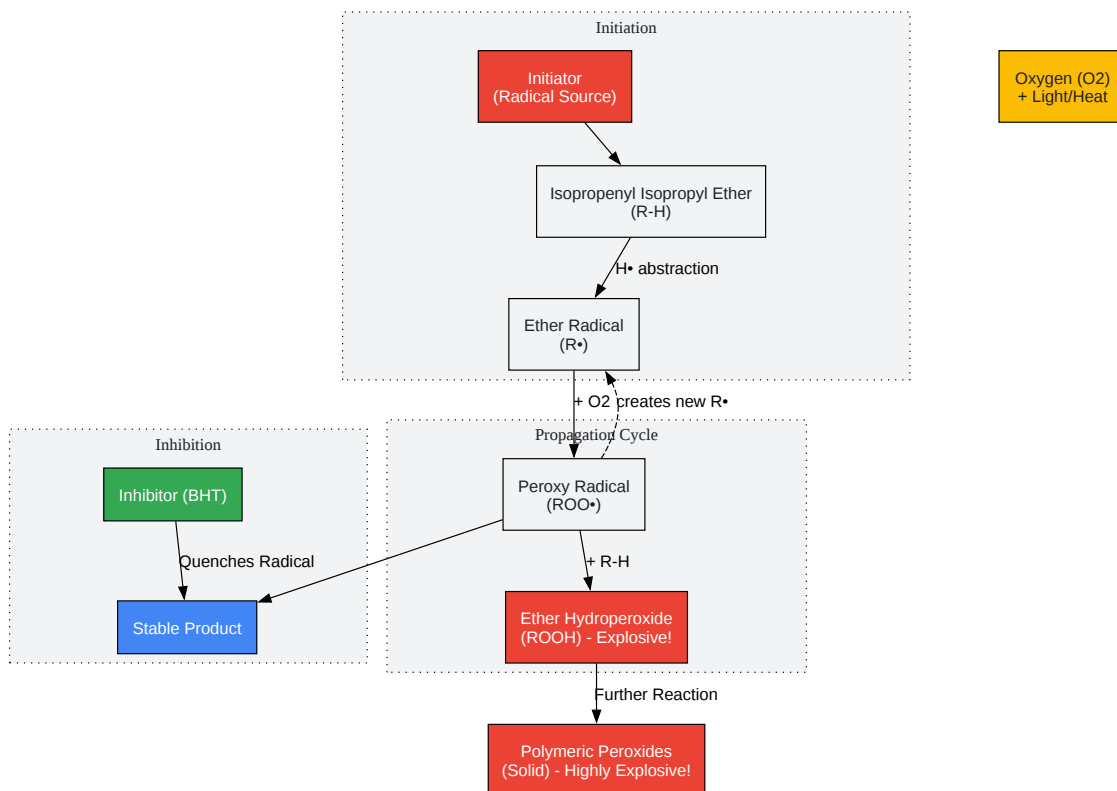 Initiation
Initiator
(Radical Source)
Oxygen (O2)
+ Light/Heat
Isopropenyl Isopropyl Ether
(R-H)
H• abstraction
Ether Radical
(R•)
+ O2
creates new R•
Propagation Cycle
Inhibition
Inhibitor (BHT)
Peroxy Radical
(ROO•)
Quenches Radical
+ R-H
Stable Product
Ether Hydroperoxide
(ROOH) - Explosive!
Further Reaction
Polymeric Peroxides
(Solid) - Highly Explosive!